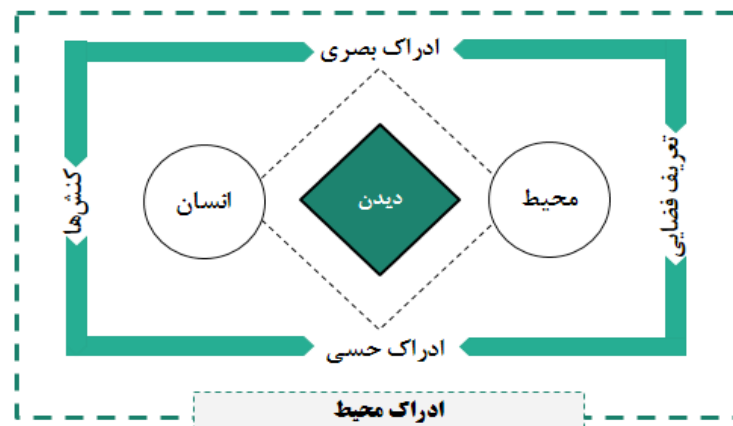 ادراک بصری
تعریف فضایی
محیط
دیدن
انسان
کنش‌ها
ادراک حسی
ادراک محیط